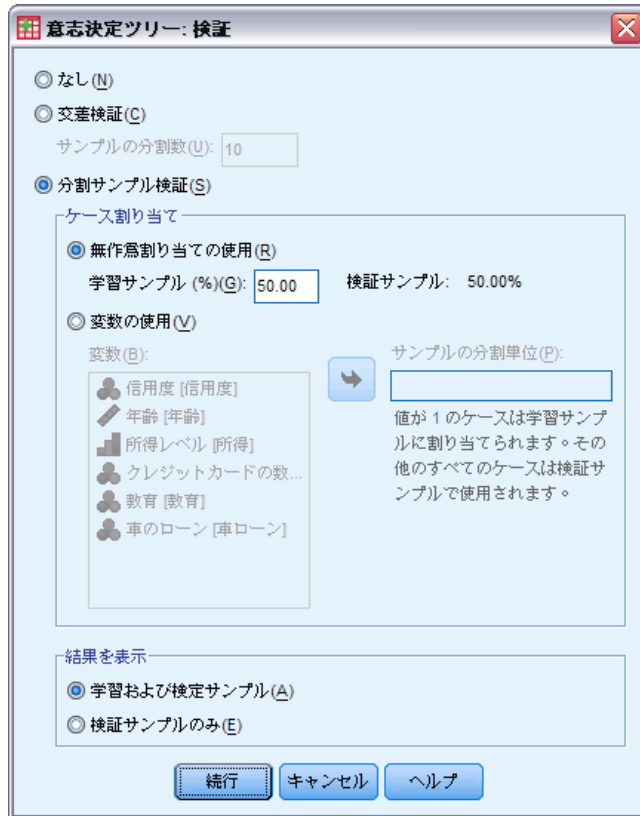 意志決定ツリー: 検証
なし(N)
交差検証(C)
サンプルの分割数(U): 10
分割サンプル検証(S)
ケース割り当て
無作為割り当ての使用(R)
学習サンプル (%)(G): 50.00 検証サンプル: 50.00%
変数の使用(V)
変数(B):
信用度 [信用度]
年齢 [年齢]
所得レベル [所得]
クレジットカードの数...
教育 [教育]
車のローン [車ローン]
サンプルの分割単位(P):
値が 1 のケースは学習サンプ
ルに割り当てられます。その
他のすべてのケースは検証サ
ンプルで使用されます。
結果を表示
学習および検定サンプル(A)
検証サンプルのみ(E)
続行 キャンセル ヘルプ